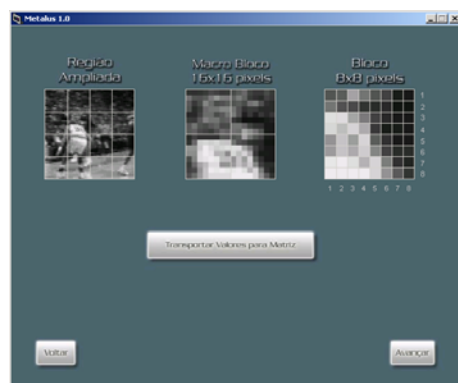 Metalus 1.0
Região
Ampliada
Macro Bloco
16x16 pixels
Bloco
8x8 pixels
1
2
3
4
5
6
7
8
1 2 3 4 5 6 7 8
Transportar Valores para Matriz
Voltar
Avançar